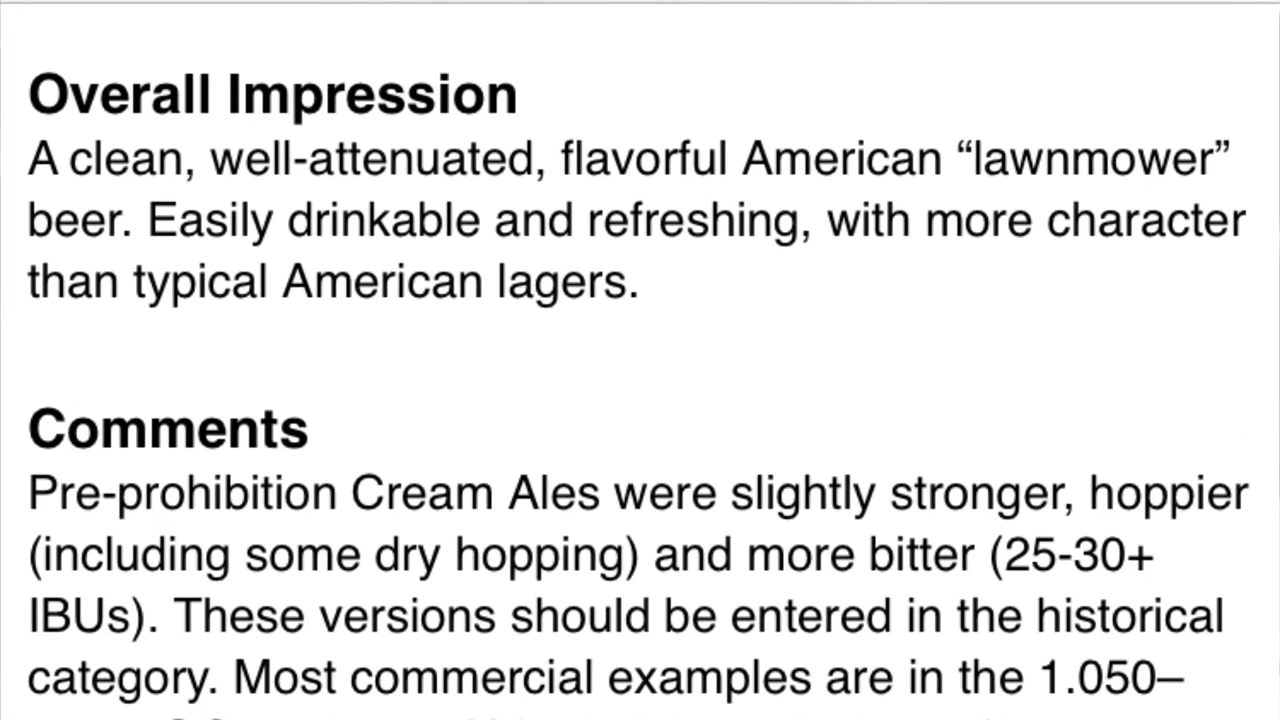 Overall Impression
A clean, well-attenuated, flavorful American “lawnmower”
beer. Easily drinkable and refreshing, with more character
than typical American lagers.
Comments
Pre-prohibition Cream Ales were slightly stronger, hoppier
(including some dry hopping) and more bitter (25-30+
IBUs). These versions should be entered in the historical
category. Most commercial examples are in the 1.050–